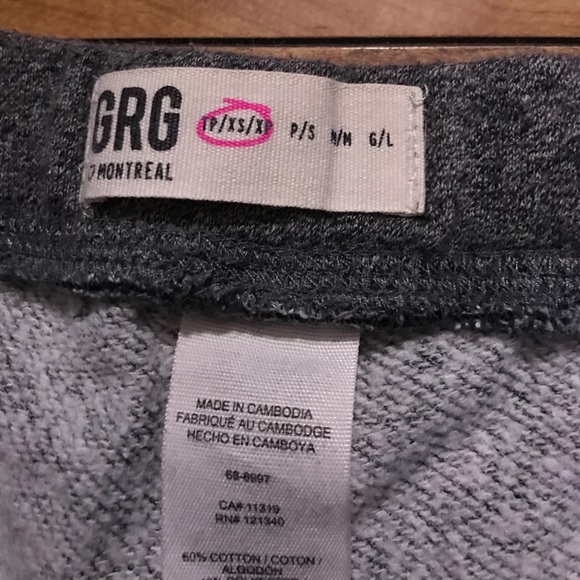 GRG
MONTREAL
TP/XS/XP P/S M/M G/L
MADE IN CAMBODIA
FABRIQUÉ AU CAMBODGE
HECHO EN CAMBOYA
68-6997
CA# 11319
RN# 121340
60% COTTON / COTON /
ALGODÓN